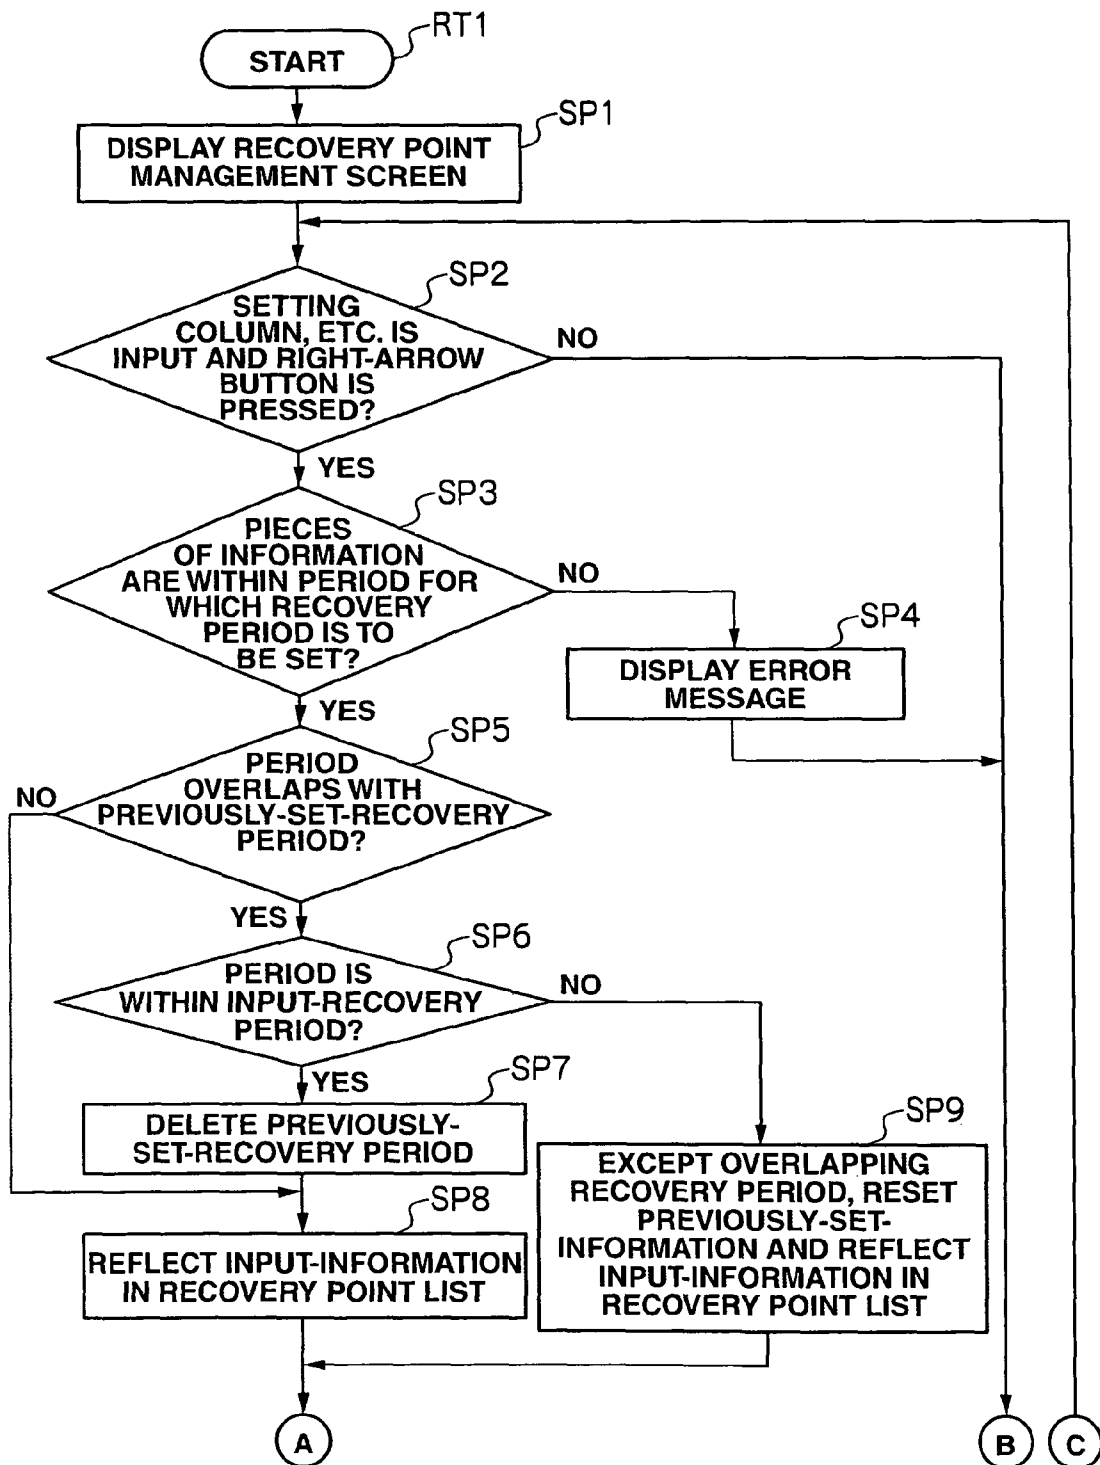 RT1
START
SP1
DISPLAY RECOVERY POINT
MANAGEMENT SCREEN
SP2
SETTING
COLUMN, ETC. IS
INPUT AND RIGHT-ARROW
BUTTON IS
PRESSED?
NO
YES
SP3
PIECES
OF INFORMATION
ARE WITHIN PERIOD FOR
WHICH RECOVERY
PERIOD IS TO
BE SET?
NO
SP4
DISPLAY ERROR
MESSAGE
YES
SP5
PERIOD
OVERLAPS WITH
PREVIOUSLY-SET-RECOVERY
PERIOD?
NO
YES
SP6
PERIOD IS
WITHIN INPUT-RECOVERY
PERIOD?
NO
YES
SP7
DELETE PREVIOUSLY-
SET-RECOVERY PERIOD
SP9
EXCEPT OVERLAPPING
RECOVERY PERIOD, RESET
PREVIOUSLY-SET-
INFORMATION AND REFLECT
INPUT-INFORMATION IN
RECOVERY POINT LIST
SP8
REFLECT INPUT-INFORMATION
IN RECOVERY POINT LIST
A
B
C